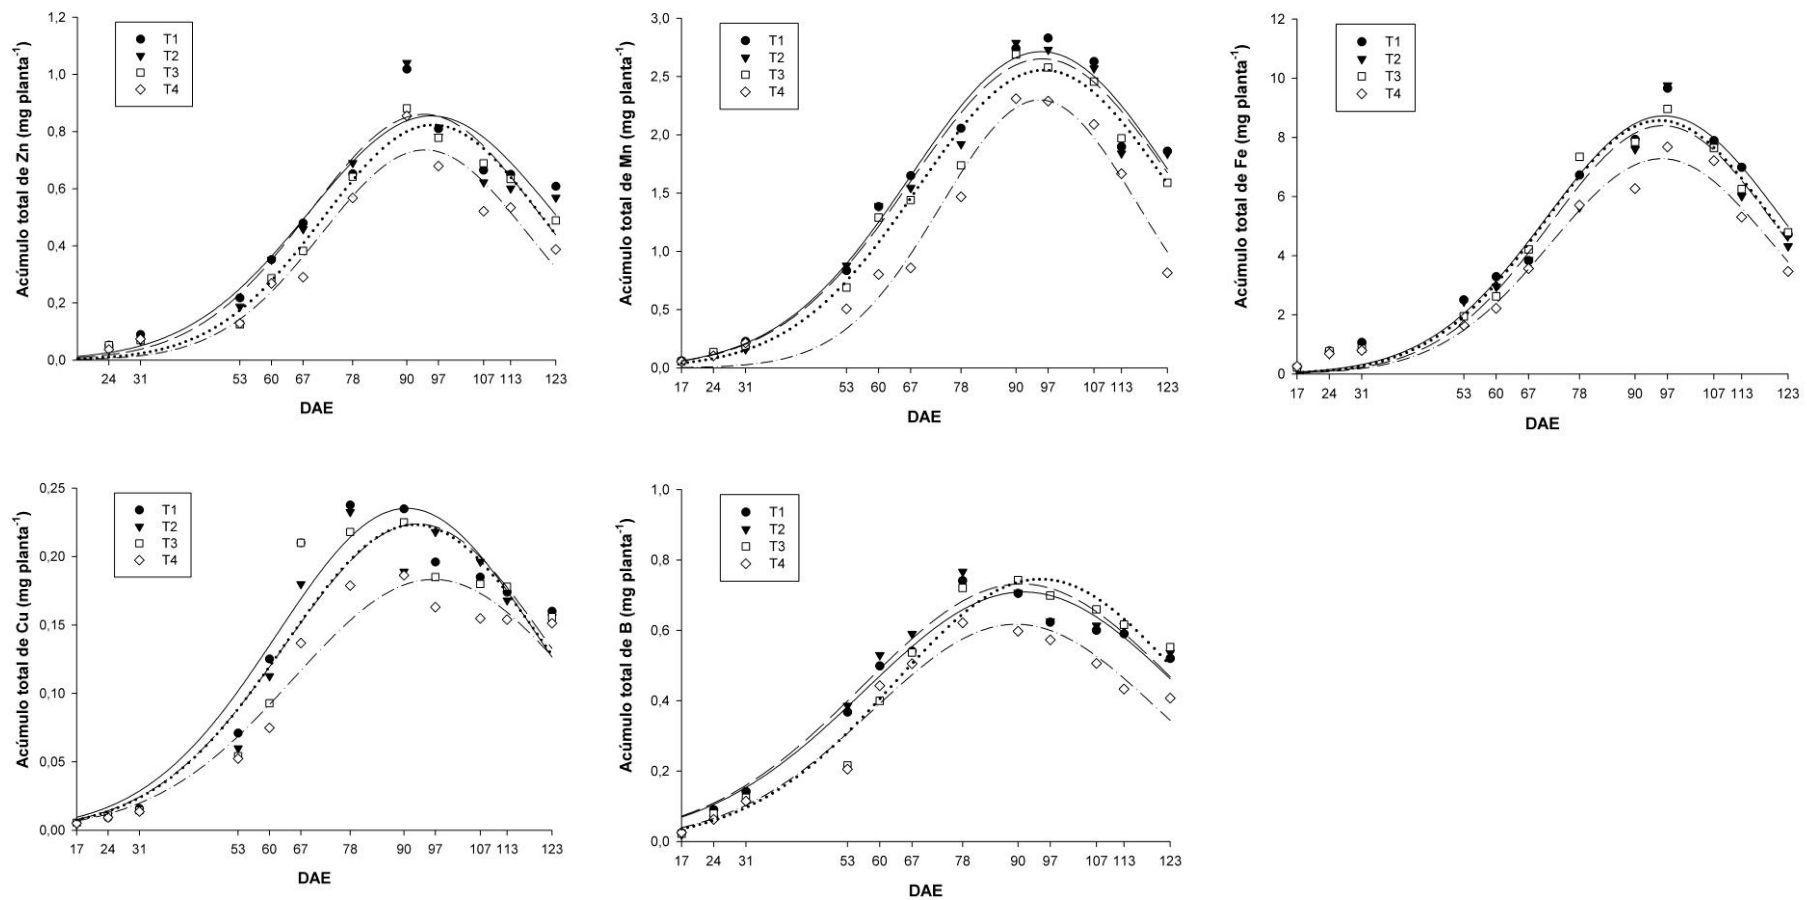 Acúmulo total de Zn (mg planta⁻¹)
1,2
1,0
0,8
0,6
0,4
0,2
0,0
T1
T2
T3
T4
24 31 53 60 67 78 90 97 107 113 123
DAE
Acúmulo total de Mn (mg planta⁻¹)
3,0
2,5
2,0
1,5
1,0
0,5
0,0
T1
T2
T3
T4
17 24 31 53 60 67 78 90 97 107 113 123
DAE
Acúmulo total de Fe (mg planta⁻¹)
12
10
8
6
4
2
0
T1
T2
T3
T4
17 24 31 53 60 67 78 90 97 107 113 123
DAE
Acúmulo total de Cu (mg planta⁻¹)
0,25
0,20
0,15
0,10
0,05
0,00
T1
T2
T3
T4
17 24 31 53 60 67 78 90 97 107 113 123
DAE
Acúmulo total de B (mg planta⁻¹)
1,0
0,8
0,6
0,4
0,2
0,0
T1
T2
T3
T4
17 24 31 53 60 67 78 90 97 107 113 123
DAE